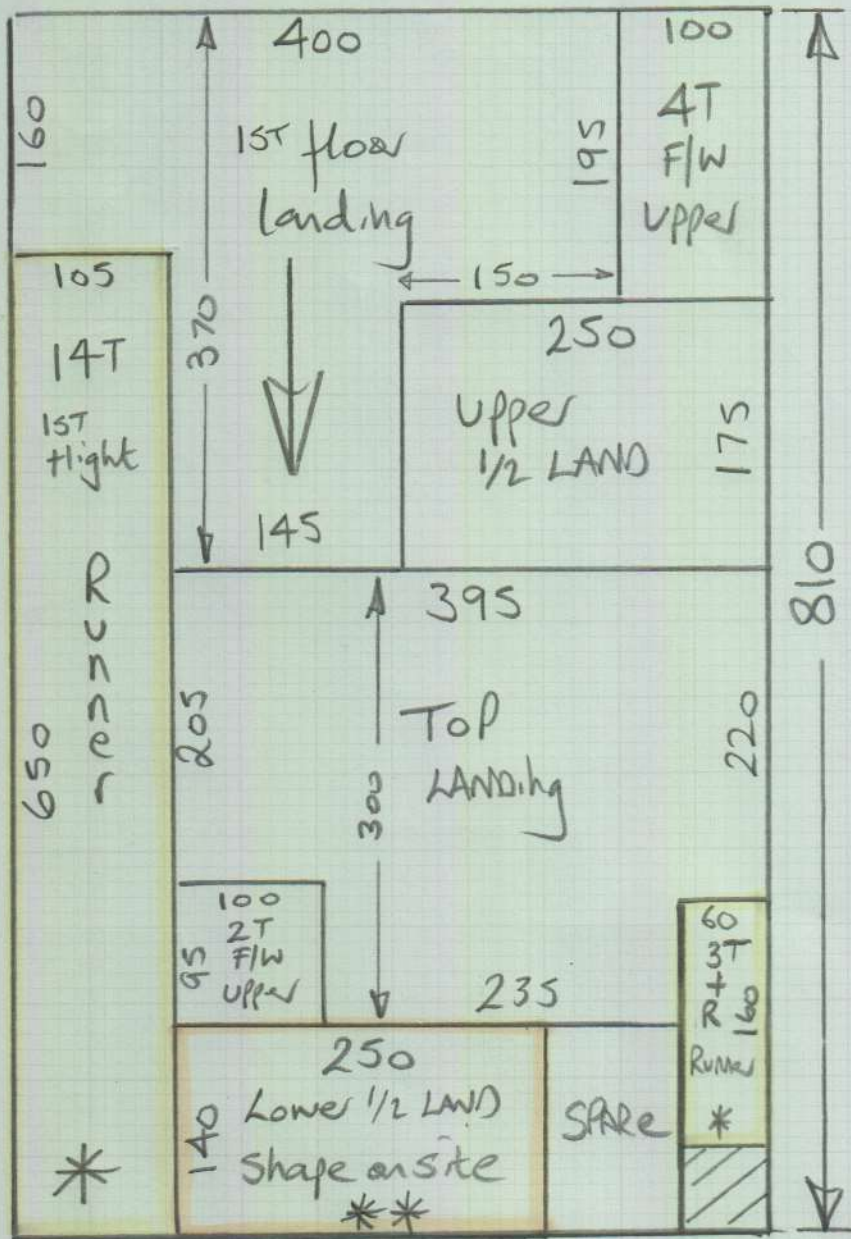 400
160
370
1ST floor
landing
195
100
4T
F/W
upper
150
145
250
upper
1/2 LAND
175
810
105
14T
1ST
flight
Runner
650
*
395
205
300
TOP
LANDing
220
100
2T
F/W
upper
95
235
60
3T
R+
160
Runner
*
250
Lower 1/2 LAND
140
Shape on site
**
SPARE